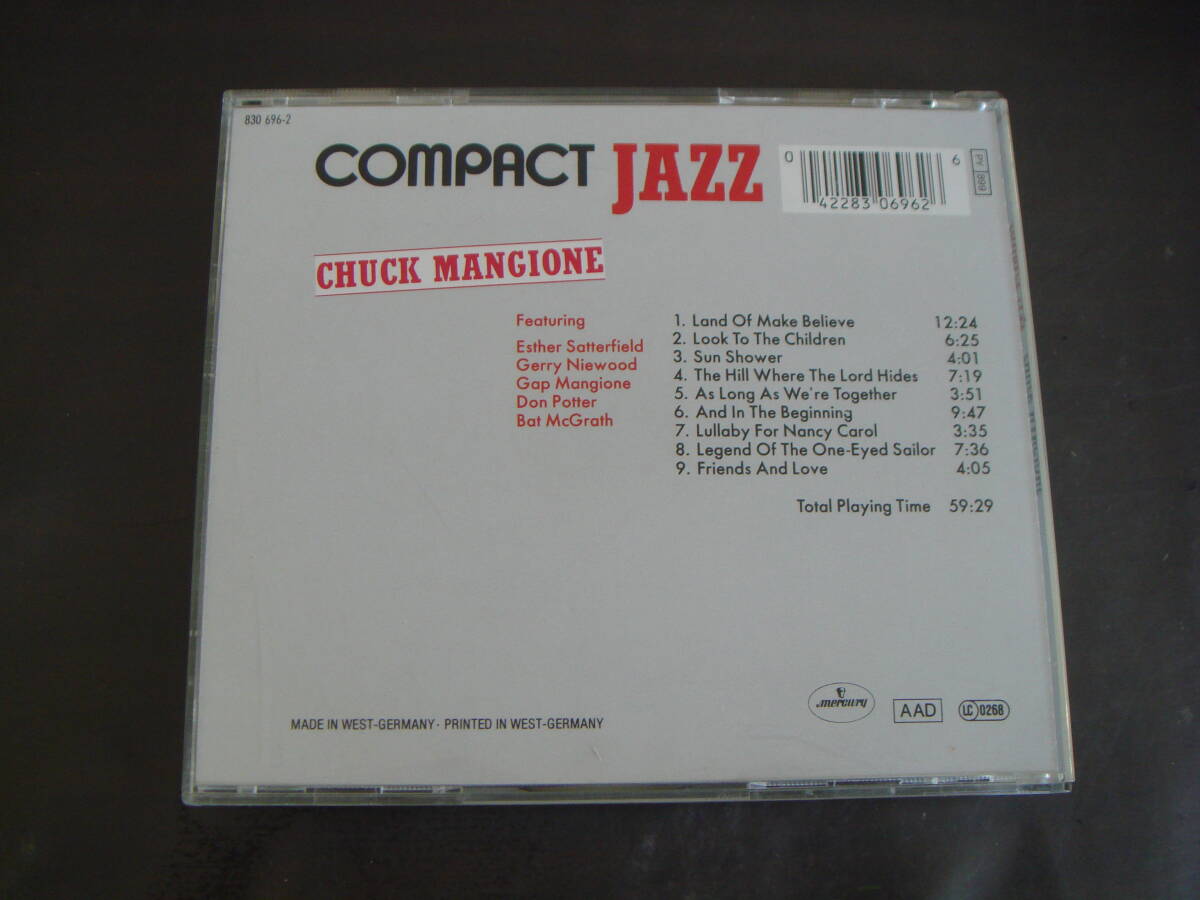 830 696-2
COMPACT JAZZ
0 42283 06962 6
PY 899
CHUCK MANGIONE
Featuring
Esther Satterfield
Gerry Niewood
Gap Mangione
Don Potter
Bat McGrath
1. Land Of Make Believe 12:24
2. Look To The Children 6:25
3. Sun Shower 4:01
4. The Hill Where The Lord Hides 7:19
5. As Long As We're Together 3:51
6. And In The Beginning 9:47
7. Lullaby For Nancy Carol 3:35
8. Legend Of The One-Eyed Sailor 7:36
9. Friends And Love 4:05
Total Playing Time 59:29
MADE IN WEST-GERMANY · PRINTED IN WEST-GERMANY
mercury
AAD
LC 0268